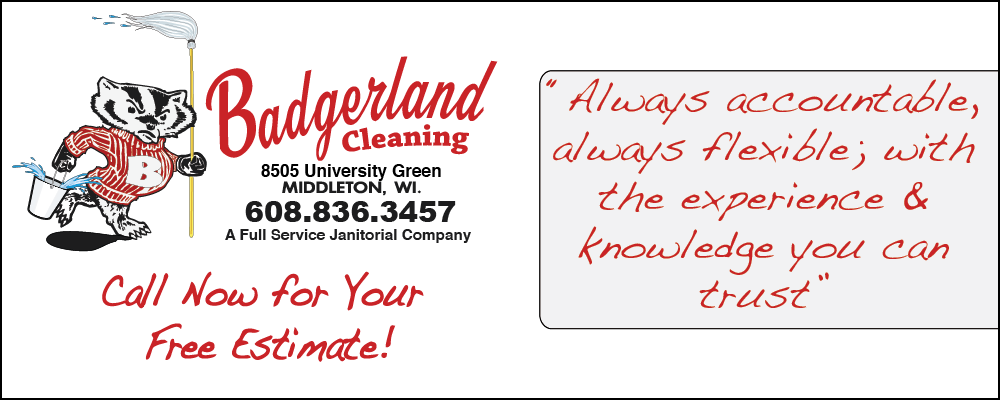 Badgerland
Cleaning
8505 University Green
MIDDLETON, WI.
608.836.3457
A Full Service Janitorial Company
Call Now for Your
Free Estimate!
"Always accountable,
always flexible; with
the experience &
knowledge you can
trust"